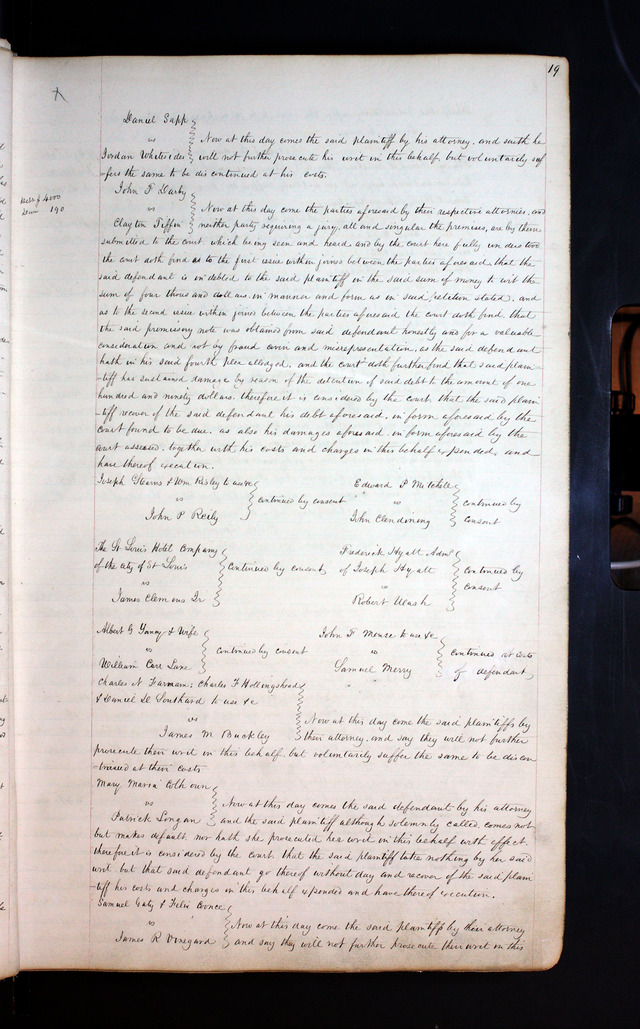 19
Daniel Sapp
vs Now at this day comes the said plaintiff by his attorney, and saith he
Jordan Whitesides will not further prosecute his writ in this behalf but voluntarily suf
fers the same to be discontinued at his costs.
John F Darby
Debt $4000
Dam 190
vs Now at this day come the parties aforesaid by their respective attornies, and
Clayton Tiffin neither party requiring a jury, all and singular the premises, are by them
submitted to the court which being seen and heard and by the court here fully understood
the court doth find as to the first issue within joined between the parties aforesaid, that the
said defendant is indebted to the said plaintiff in the said sum of money to wit the
sum of four thousand dollars, in manner and form as in said relation stated, and
as to the second issue within joined between the parties aforesaid the court doth find, that
the said promissory note was obtained from said defendant honestly and for a valuable
consideration and not by fraud covin and misrepresentation, as the said defendant
hath in his said fourth plea alledged, and the court doth further find that said plain
-tiff has sustained damage by reason of the detention of said debt to the amount of one
hundred and ninety dollars, therefore it is considered by the court that the said plain
-tiff recover of the said defendant his debt aforesaid, in form aforesaid by the
court found to be due, as also his damages aforesaid in form aforesaid by the
court assessed, together with his costs and charges in this behalf expended, and
have thereof execution.
Joseph Stearns & Wm Risley to use &c
vs continued by consent
John P Reily
Edward P Mitchell
vs continued by
John Clendining consent
The St Louis Hotel Company
of the city of St Louis continued by consent
vs
James Clemens Jr
Frederick Hyatt Admr
of Joseph Hyatt continued by
vs consent
Robert Wash
Albert G Yancy & Wife
vs continued by consent
William Carr Lane
John F Mense to use &c
vs continued at costs
Samuel Merry of defendant,
Charles N Farmam; Charles F Hollingshead
& Daniel D Southard to use &c
vs Now at this day come the said plaintiffs by
James M Buckley their attorney, and say they will not further
prosecute their writ in this behalf but voluntarily suffer the same to be discon
-tinued at their costs
Mary Maria Colhoun
vs Now at this day comes the said defendant by his attorney
Patrick Longan and the said plaintiff although solemnly called, comes not
but makes default, nor hath she prosecuted her writ in this behalf with effect,
therefore it is considered by the court that the said plaintiff take nothing by her said
writ but that said defendant go thereof without day and recover of the said plain
-tiff his costs and charges in this behalf expended and have thereof execution.
Samuel Gaty & Felix Coonce
vs Now at this day come the said plaintiffs by their attorney
James R Vinegard and say they will not further prosecute their writ in this